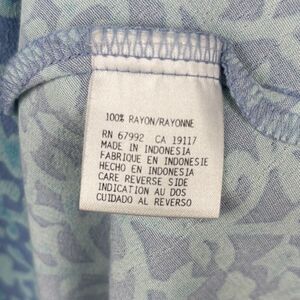 100% RAYON/RAYONNE
RN 67992 CA 19117
MADE IN INDONESIA
FABRIQUE EN INDONESIE
HECHO EN INDONESIA
CARE REVERSE SIDE
INDICATION AU DOS
CUIDADO AL REVERSO